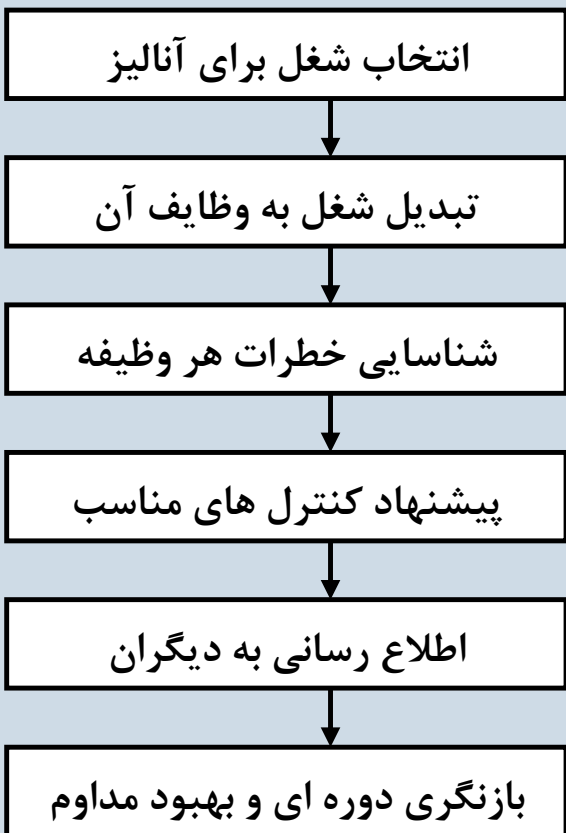 انتخاب شغل برای آنالیز
تبدیل شغل به وظایف آن
شناسایی خطرات هر وظیفه
پیشنهاد کنترل های مناسب
اطلاع رسانی به دیگران
بازنگری دوره ای و بهبود مداوم